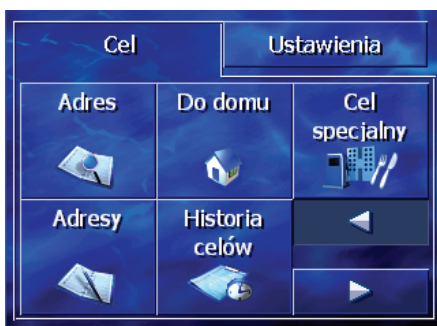 Cel
Ustawienia
Adres
Do domu
Cel
specjalny
Adresy
Historia
celów